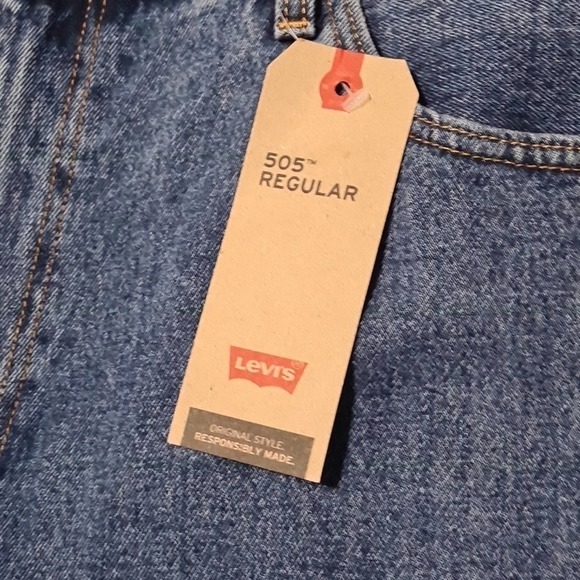 505™
REGULAR
Levi's
ORIGINAL STYLE.
RESPONSIBLY MADE.